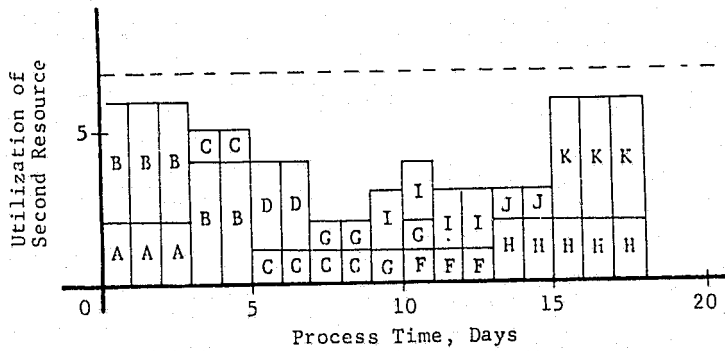 Utilization of
Second Resource
5
C C
B B B K K K
I
D D I J J
B B I I
G G G
A A A H H H H H
C C C C G F F F
0 5 10 15 20
Process Time, Days